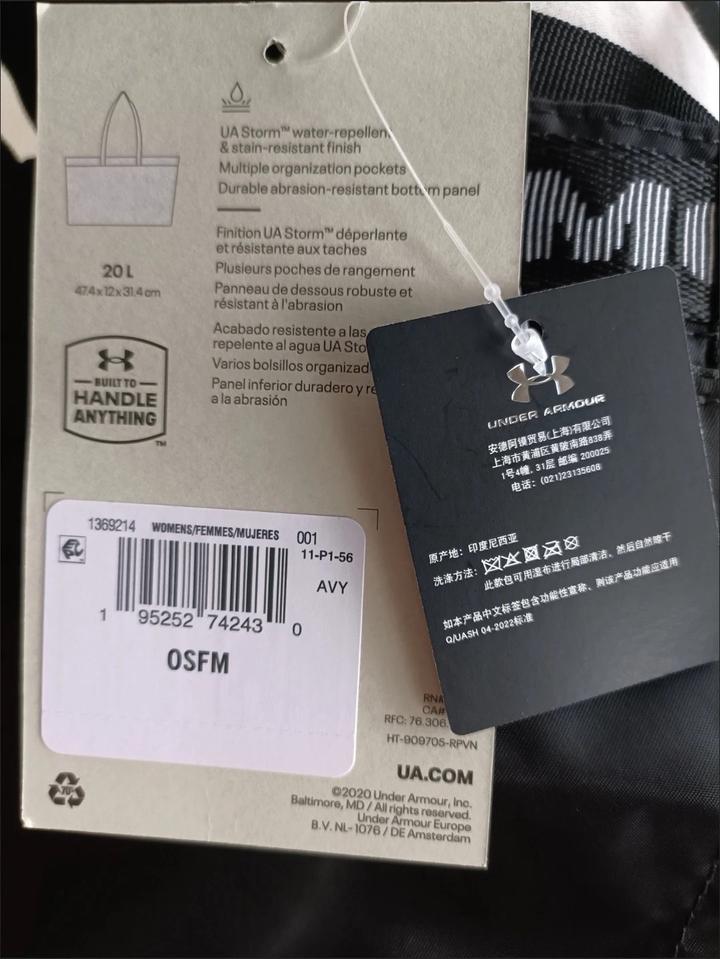 UA Storm™ water-repellen
& stain-resistant finish
Multiple organization pockets
Durable abrasion-resistant bottom panel
Finition UA Storm™ déperlante
et résistante aux taches
Plusieurs poches de rangement
Panneau de dessous robuste et
résistant à l'abrasion
Acabado resistente a las
repelente al agua UA Sto
Varios bolsillos organizad
Panel inferior duradero y re
a la abrasión
20 L
47.4 x 12 x 31.4 cm
BUILT TO
HANDLE
ANYTHING
TM
1369214 WOMENS/FEMMES/MUJERES 001
11-P1-56
AVY
1 95252 74243 0
OSFM
RN#
CA#
RFC: 76.306.
HT-909705-RPVN
UA.COM
©2020 Under Armour, Inc.
Baltimore, MD / All rights reserved.
Under Armour Europe
B.V. NL- 1076 / DE Amsterdam
70%
UNDER ARMOUR
安德阿镆贸易(上海)有限公司
上海市黄浦区黄陂南路838弄
1号4幢, 31层 邮编 200025
电话: (021)23135608
原产地: 印度尼西亚
洗涤方法:
此款包可用湿布进行局部清洁, 然后自然晾干
如本产品中文标签包含功能性宣称, 则该产品功能应适用
Q/UASH 04-2022标准
M